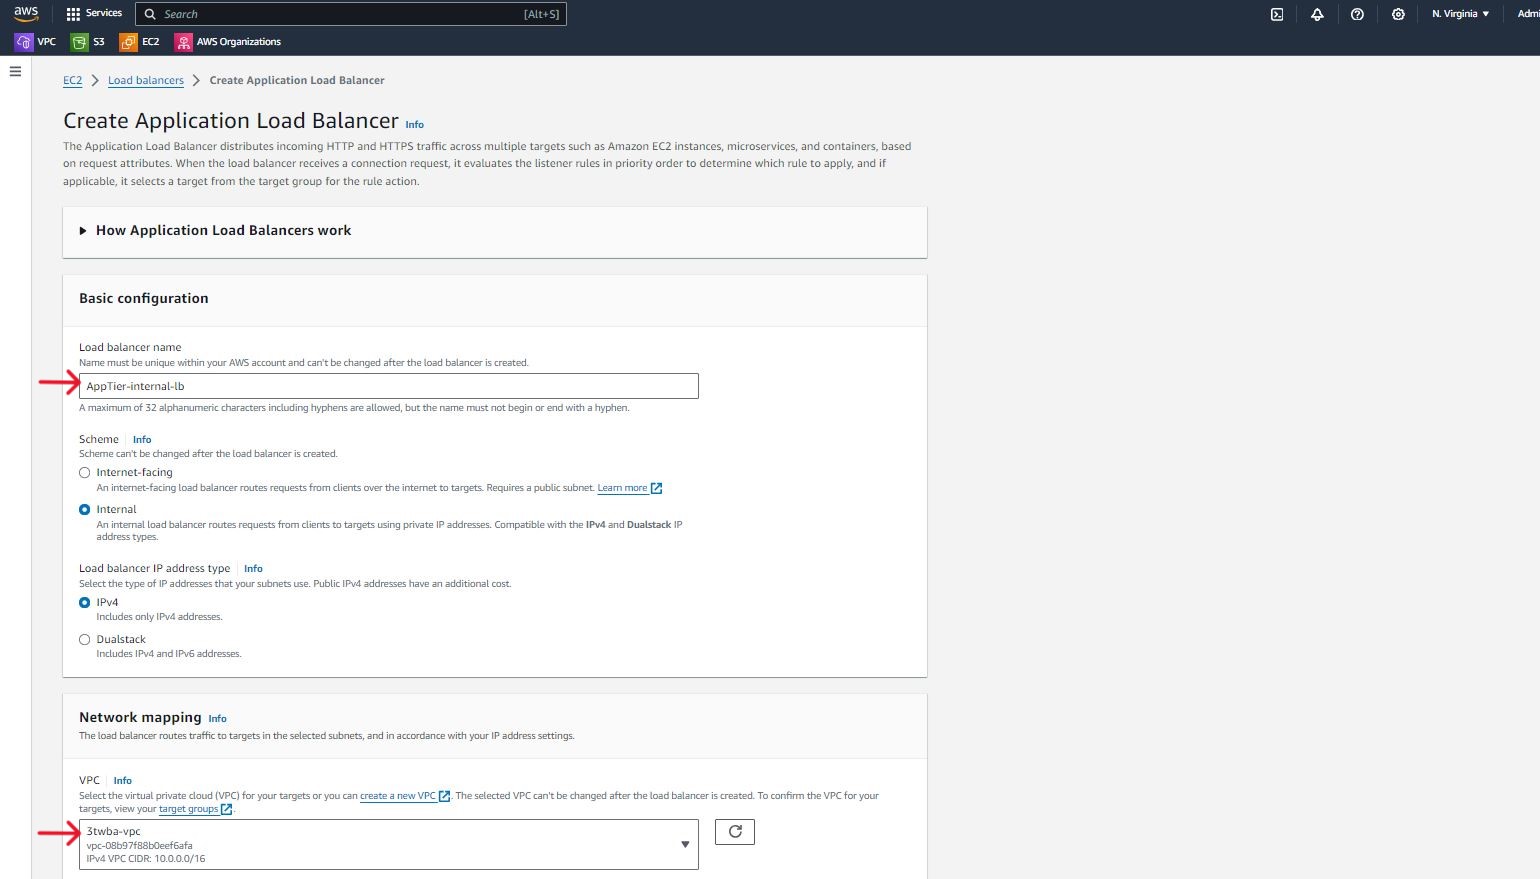 aws
Services
Search
[Alt+S]
N. Virginia
Admi
VPC
S3
EC2
AWS Organizations
EC2
Load balancers
Create Application Load Balancer
Create Application Load Balancer Info
The Application Load Balancer distributes incoming HTTP and HTTPS traffic across multiple targets such as Amazon EC2 instances, microservices, and containers, based
on request attributes. When the load balancer receives a connection request, it evaluates the listener rules in priority order to determine which rule to apply, and if
applicable, it selects a target from the target group for the rule action.
How Application Load Balancers work
Basic configuration
Load balancer name
Name must be unique within your AWS account and can't be changed after the load balancer is created.
AppTier-internal-lb
A maximum of 32 alphanumeric characters including hyphens are allowed, but the name must not begin or end with a hyphen.
Scheme Info
Scheme can't be changed after the load balancer is created.
Internet-facing
An internet-facing load balancer routes requests from clients over the internet to targets. Requires a public subnet. Learn more
Internal
An internal load balancer routes requests from clients to targets using private IP addresses. Compatible with the IPv4 and Dualstack IP
address types.
Load balancer IP address type Info
Select the type of IP addresses that your subnets use. Public IPv4 addresses have an additional cost.
IPv4
Includes only IPv4 addresses.
Dualstack
Includes IPv4 and IPv6 addresses.
Network mapping Info
The load balancer routes traffic to targets in the selected subnets, and in accordance with your IP address settings.
VPC Info
Select the virtual private cloud (VPC) for your targets or you can create a new VPC . The selected VPC can't be changed after the load balancer is created. To confirm the VPC for your
targets, view your target groups .
3twba-vpc
vpc-08b97f88b0eef6afa
IPv4 VPC CIDR: 10.0.0.0/16